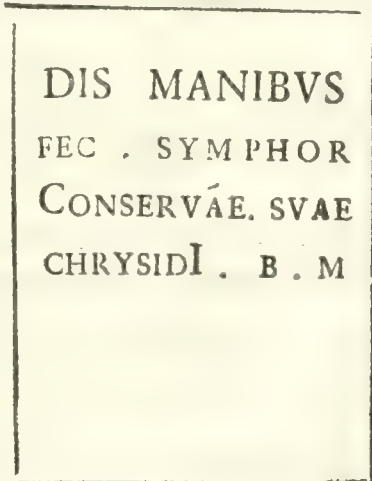 DIS MANIBVS
FEC . SYMPHOR
CONSERVÁE. SVAE
CHRYSIDI . B . M